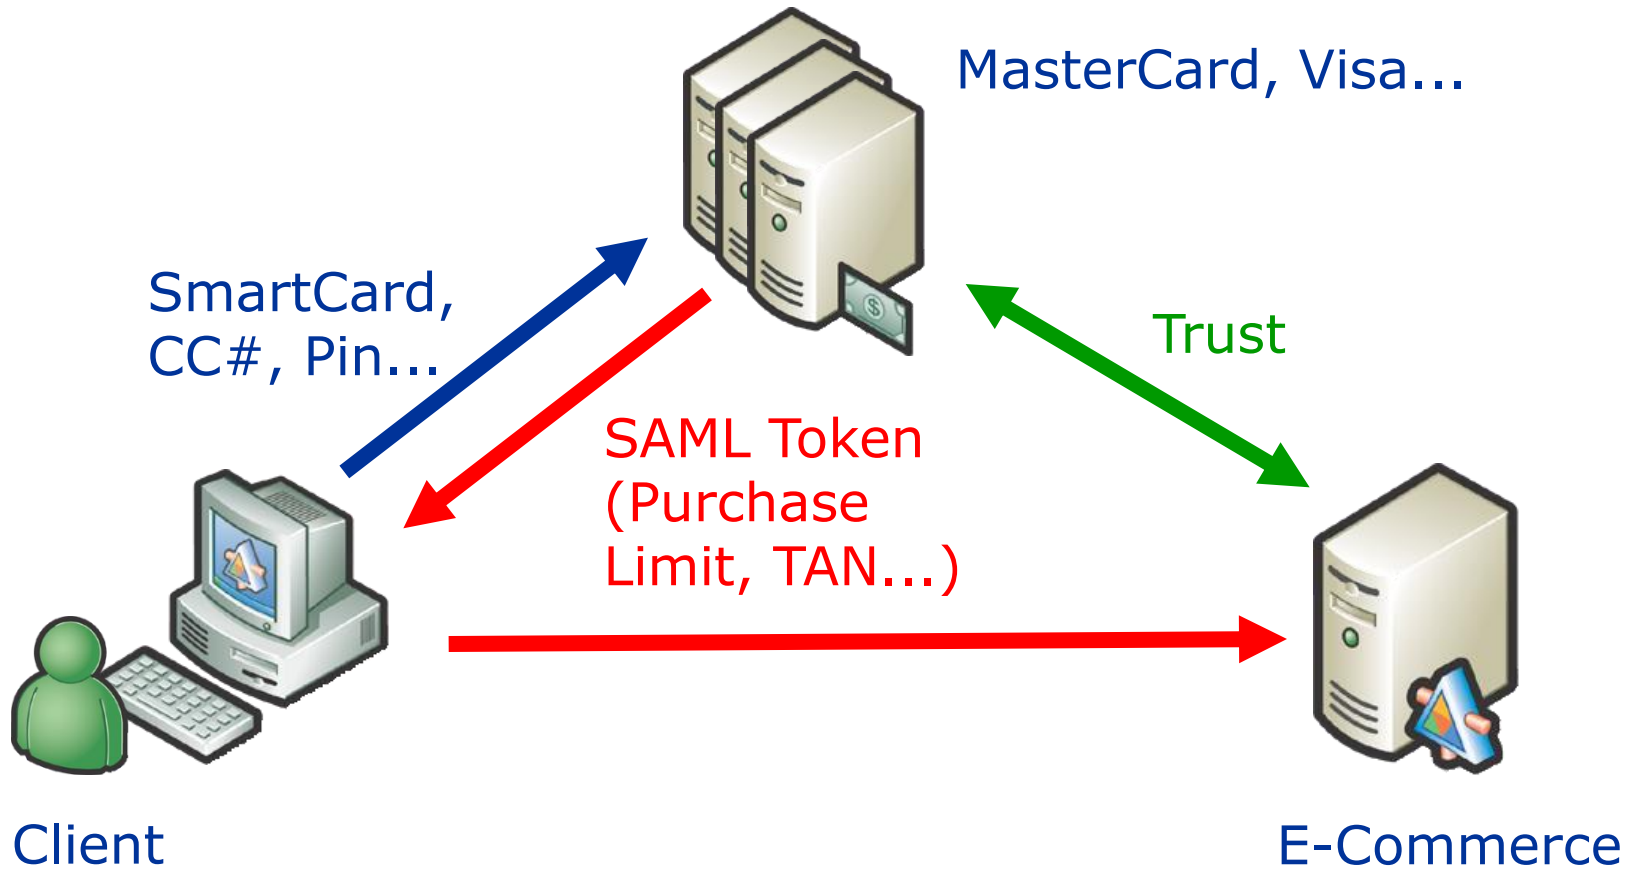 MasterCard, Visa...
SmartCard,
CC#, Pin...
Trust
SAML Token
(Purchase
Limit, TAN...)
Client
E-Commerce